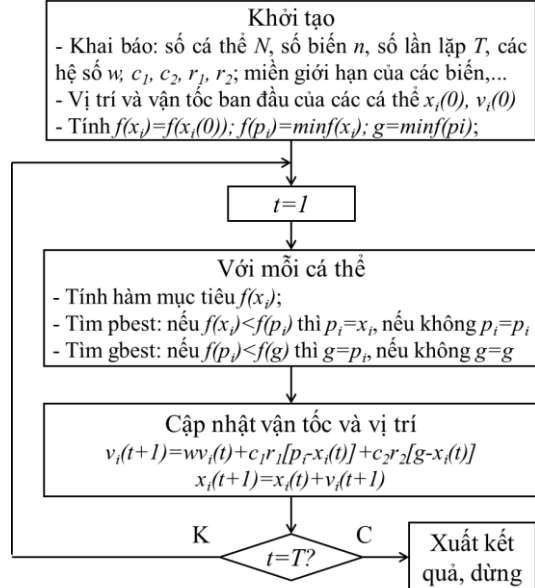 Khởi tạo
- Khai báo: số cá thể N, số biến n, số lần lặp T, các
hệ số w, c₁, c₂, r₁, r₂; miền giới hạn của các biến,...
- Vị trí và vận tốc ban đầu của các cá thể xᵢ(0), vᵢ(0)
- Tính f(xᵢ)=f(xᵢ(0)); f(pᵢ)=minf(xᵢ); g=minf(pi);
t=1
Với mỗi cá thể
- Tính hàm mục tiêu f(xᵢ);
- Tìm pbest: nếu f(xᵢ)<f(pᵢ) thì pᵢ=xᵢ, nếu không pᵢ=pᵢ
- Tìm gbest: nếu f(pᵢ)<f(g) thì g=pᵢ, nếu không g=g
Cập nhật vận tốc và vị trí
vᵢ(t+1)=wvᵢ(t)+c₁r₁[pᵢ-xᵢ(t)]+c₂r₂[g-xᵢ(t)]
xᵢ(t+1)=xᵢ(t)+vᵢ(t+1)
K
t=T?
C
Xuất kết
quả, dừng